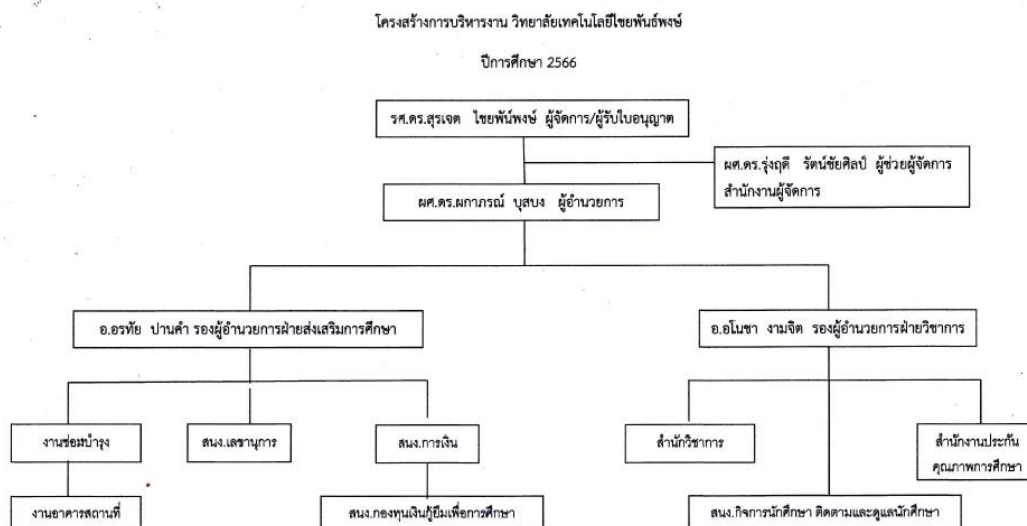 โครงสร้างการบริหารงาน วิทยาลัยเทคโนโลยีไชยพันธ์พงษ์
ปีการศึกษา 2566
รศ.ดร.สุรเจต ไชยพันพงษ์ ผู้จัดการ/ผู้รับใบอนุญาต
ผศ.ดร.รุ่งฤดี รัตน์ชัยศิลป์ ผู้ช่วยผู้จัดการ
สำนักงานผู้จัดการ
ผศ.ดร.ผกาภรณ์ บุสบง ผู้อำนวยการ
อ.อรทัย ปานคำ รองผู้อำนวยการฝ่ายส่งเสริมการศึกษา
อ.อโนชา งามจิต รองผู้อำนวยการฝ่ายวิชาการ
งานซ่อมบำรุง
สนง.เลขานุการ
สนง.การเงิน
สำนักวิชาการ
สำนักงานประกัน
คุณภาพการศึกษา
งานอาคารสถานที่
สนง.กองทุนเงินกู้ยืมเพื่อการศึกษา
สนง.กิจการนักศึกษา ติดตามและดูแลนักศึกษา